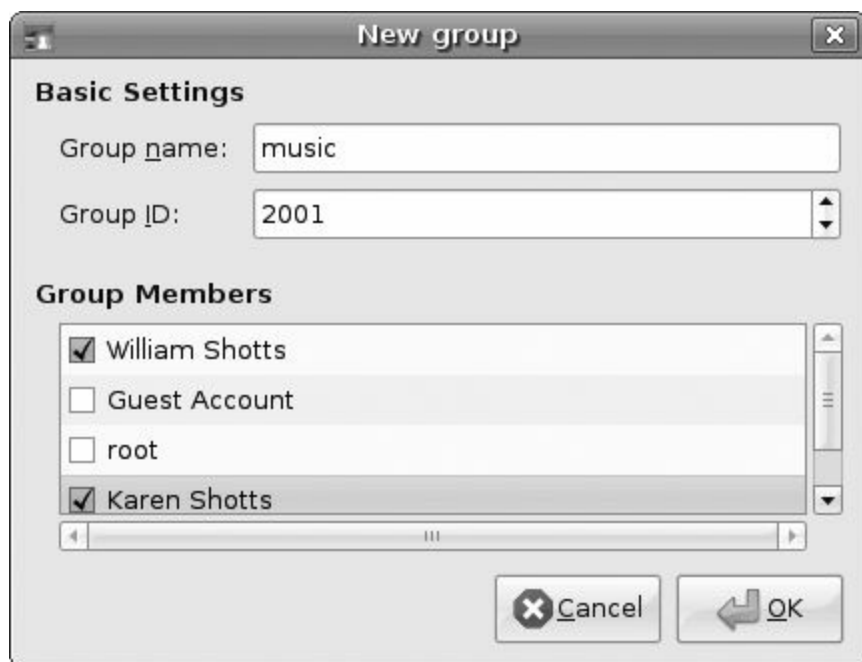 New group
Basic Settings
Group name: music
Group ID: 2001
Group Members
William Shotts
Guest Account
root
Karen Shotts
Cancel OK